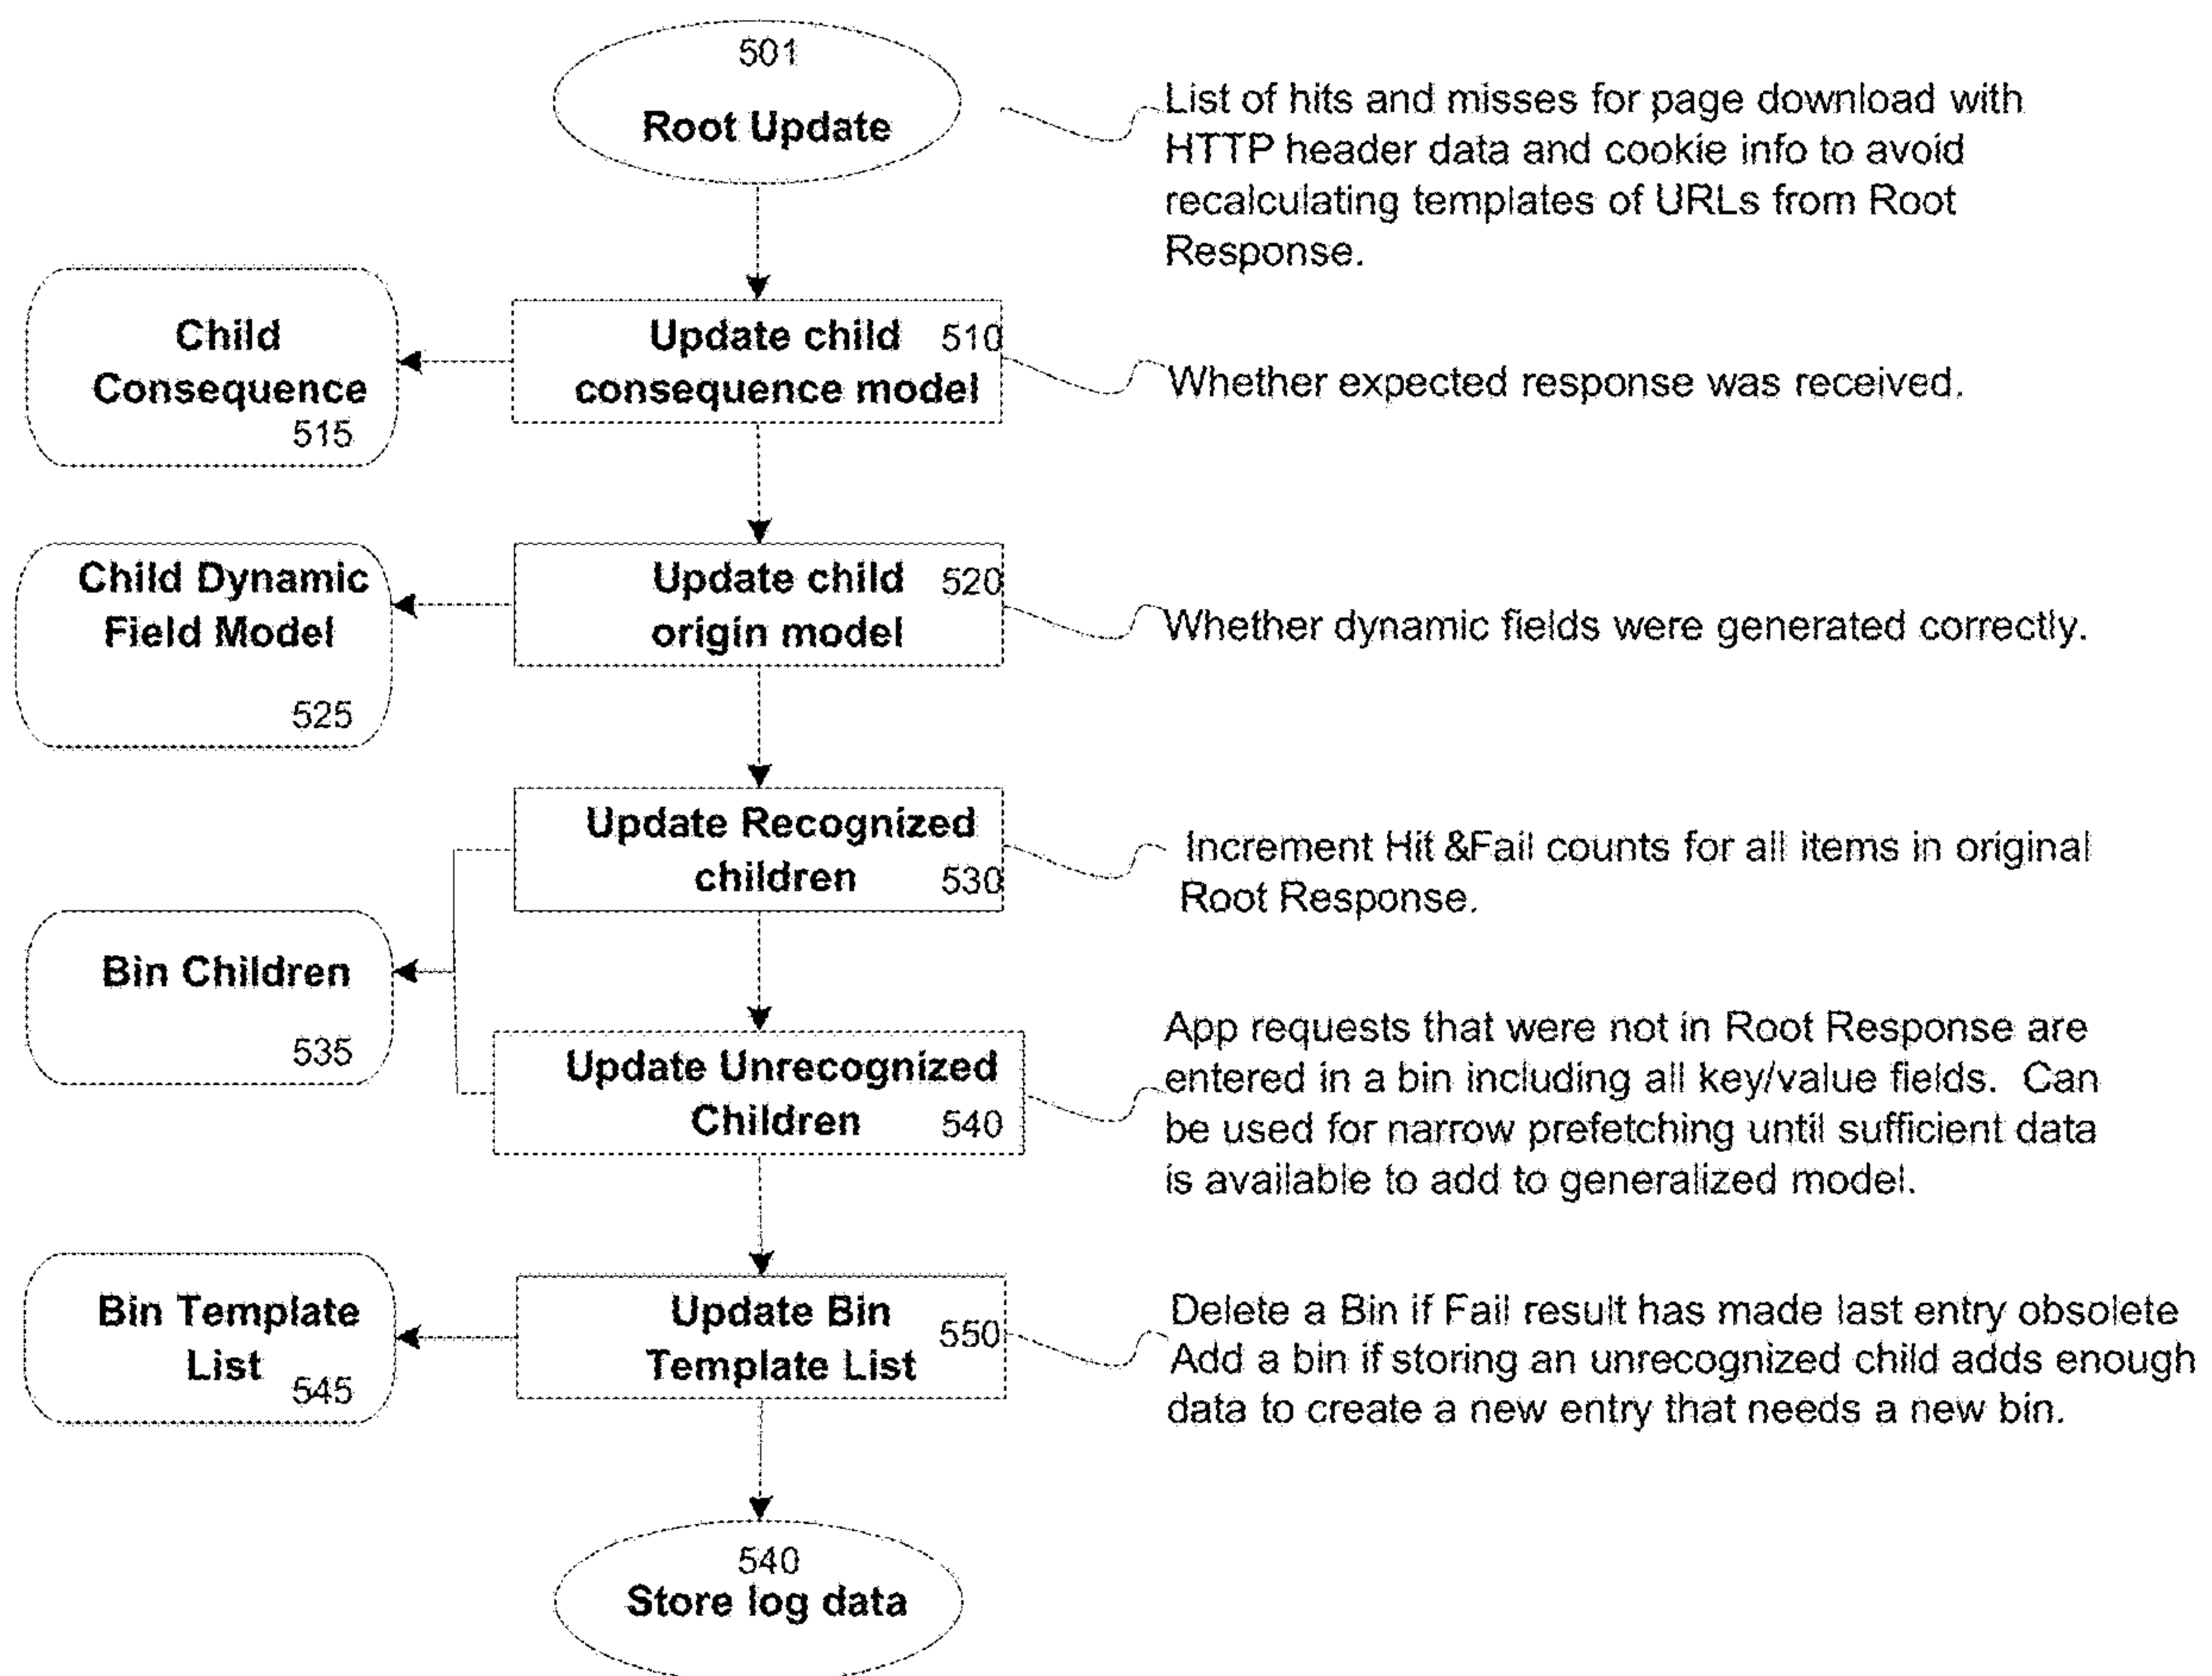 501
Root Update
List of hits and misses for page download with
HTTP header data and cookie info to avoid
recalculating templates of URLs from Root
Response.
Child
Consequence
515
Update child 510
consequence model
Whether expected response was received.
Child Dynamic
Field Model
525
Update child 520
origin model
Whether dynamic fields were generated correctly.
Update Recognized
children 530
Increment Hit &Fail counts for all items in original
Root Response.
Bin Children
535
Update Unrecognized
Children 540
App requests that were not in Root Response are
entered in a bin including all key/value fields. Can
be used for narrow prefetching until sufficient data
is available to add to generalized model.
Bin Template
List 545
Update Bin 550
Template List
Delete a Bin if Fail result has made last entry obsolete
Add a bin if storing an unrecognized child adds enough
data to create a new entry that needs a new bin.
540
Store log data